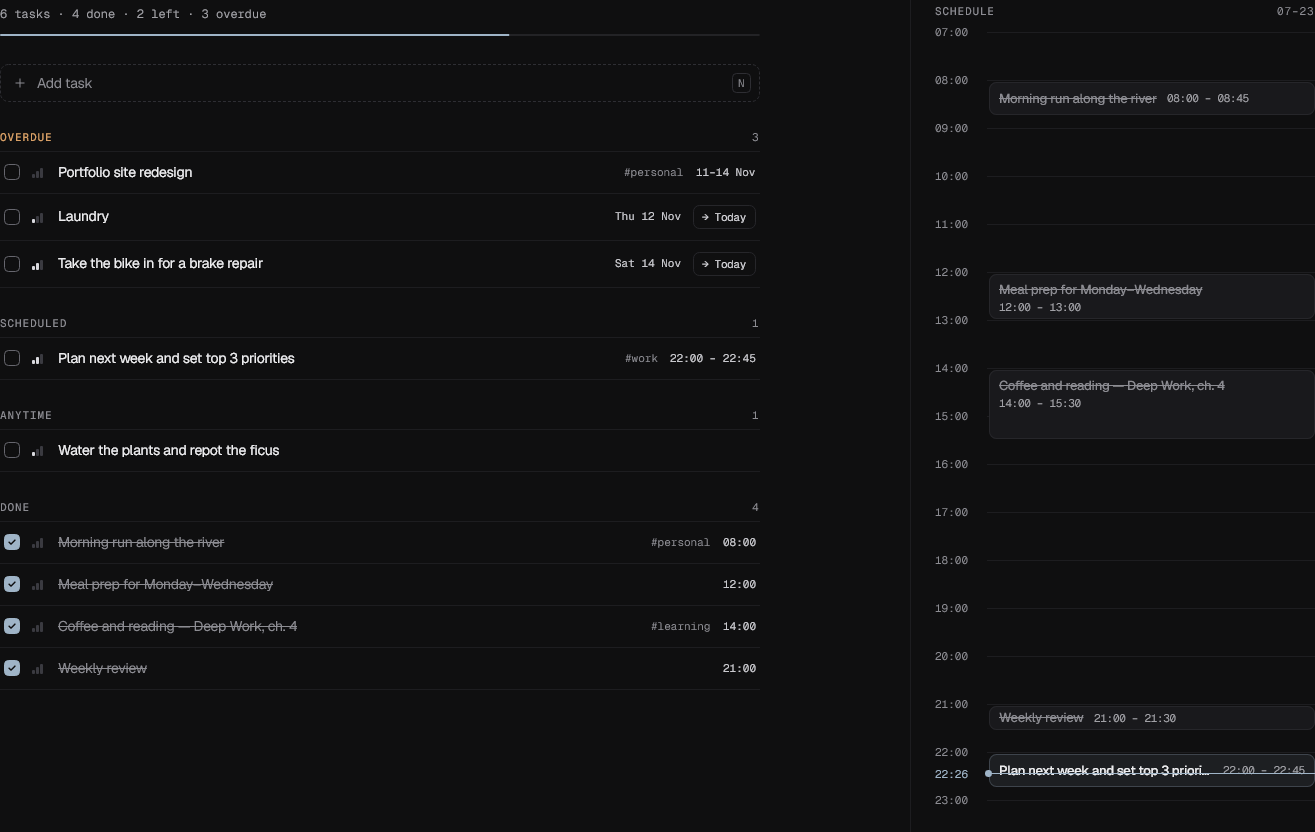 6 tasks · 4 done · 2 left · 3 overdue
+ Add task N
OVERDUE 3
Portfolio site redesign #personal 11–14 Nov
Laundry Thu 12 Nov → Today
Take the bike in for a brake repair Sat 14 Nov → Today
SCHEDULED 1
Plan next week and set top 3 priorities #work 22:00 – 22:45
ANYTIME 1
Water the plants and repot the ficus
DONE 4
Morning run along the river #personal 08:00
Meal prep for Monday–Wednesday 12:00
Coffee and reading — Deep Work, ch. 4 #learning 14:00
Weekly review 21:00
SCHEDULE 07–23
07:00
08:00
Morning run along the river 08:00 – 08:45
09:00
10:00
11:00
12:00
Meal prep for Monday–Wednesday
12:00 – 13:00
13:00
14:00
Coffee and reading — Deep Work, ch. 4
14:00 – 15:30
15:00
16:00
17:00
18:00
19:00
20:00
21:00
Weekly review 21:00 – 21:30
22:00
Plan next week and set top 3 priori… 22:00 – 22:45
22:26
23:00